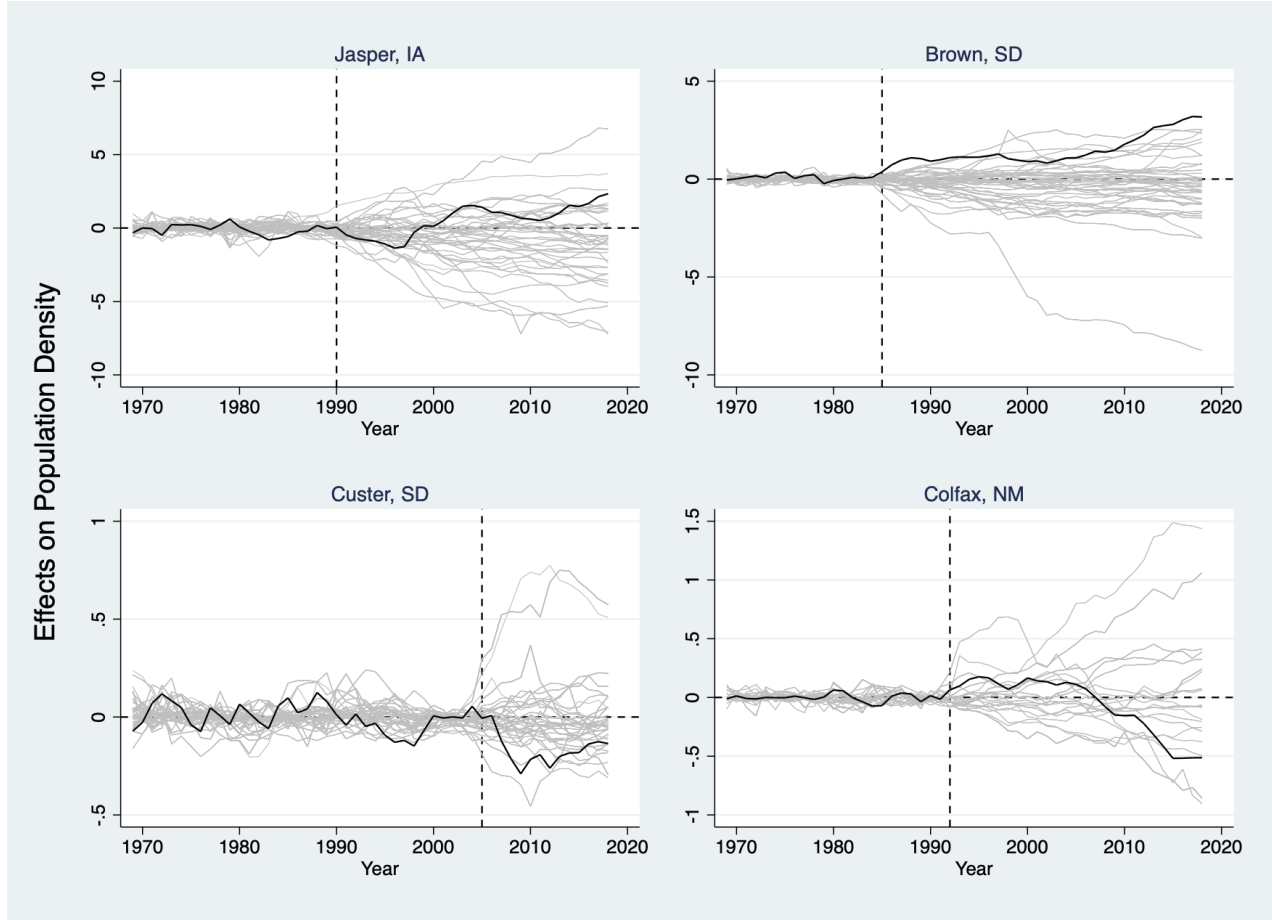 Effects on Population Density
Jasper, IA
10
5
0
-5
-10
1970 1980 1990 2000 2010 2020
Year
Brown, SD
5
0
-5
-10
1970 1980 1990 2000 2010 2020
Year
Custer, SD
1
.5
0
-.5
1970 1980 1990 2000 2010 2020
Year
Colfax, NM
1.5
1
.5
0
-.5
-1
1970 1980 1990 2000 2010 2020
Year